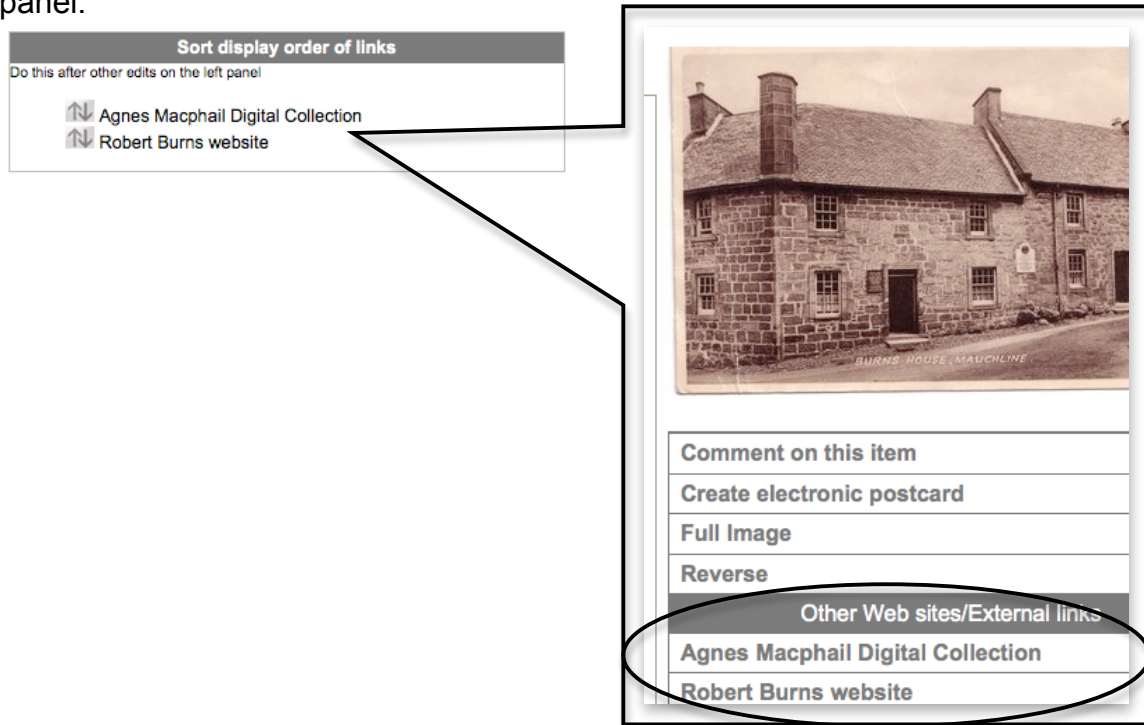 panel.
Sort display order of links
Do this after other edits on the left panel
Agnes Macphail Digital Collection
Robert Burns website
BURNS HOUSE, MAUCHLINE
Comment on this item
Create electronic postcard
Full Image
Reverse
Other Web sites/External links
Agnes Macphail Digital Collection
Robert Burns website